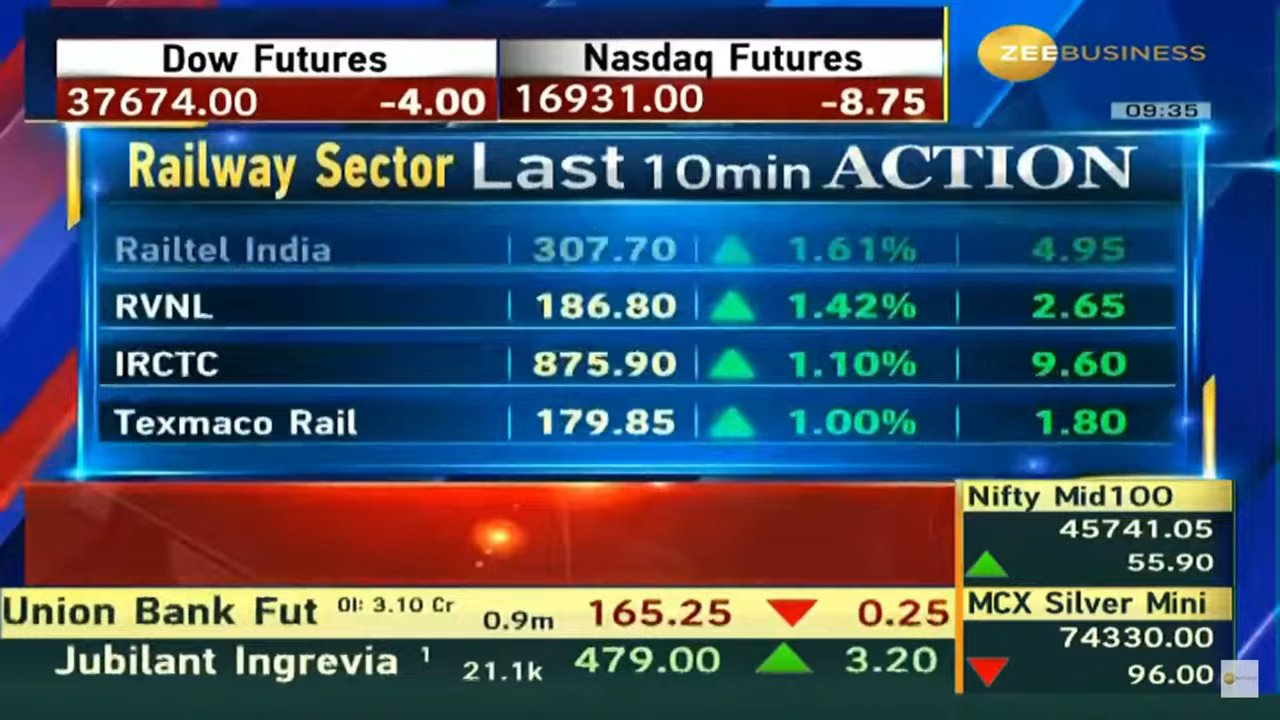 Dow Futures
37674.00 -4.00
Nasdaq Futures
16931.00 -8.75
ZEEBUSINESS
09:35
Railway Sector Last 10min ACTION
Railtel India 307.70 1.61% 4.95
RVNL 186.80 1.42% 2.65
IRCTC 875.90 1.10% 9.60
Texmaco Rail 179.85 1.00% 1.80
Nifty Mid100
45741.05
55.90
Union Bank Fut OI: 3.10 Cr 0.9m 165.25 0.25
Jubilant Ingrevia 1 21.1k 479.00 3.20
MCX Silver Mini
74330.00
96.00